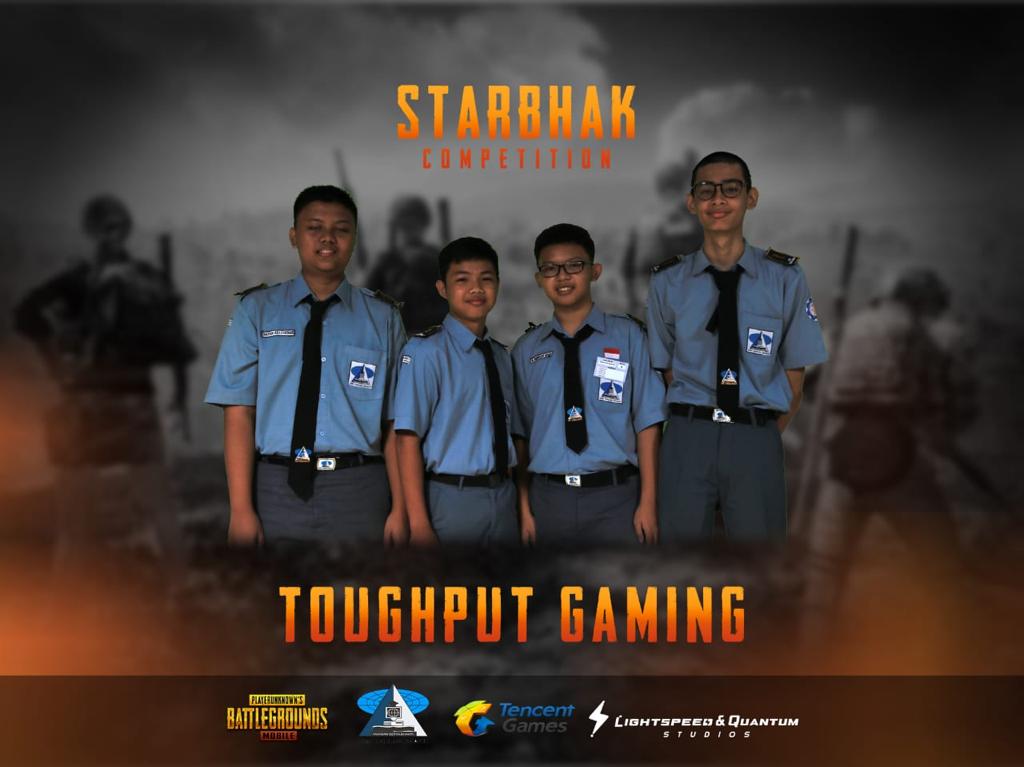 STARBHAK
COMPETITION
TOUGHPUT GAMING
PLAYERUNKNOWN'S
BATTLEGROUNDS
MOBILE
Tencent
Games
LIGHTSPEED & QUANTUM
STUDIOS